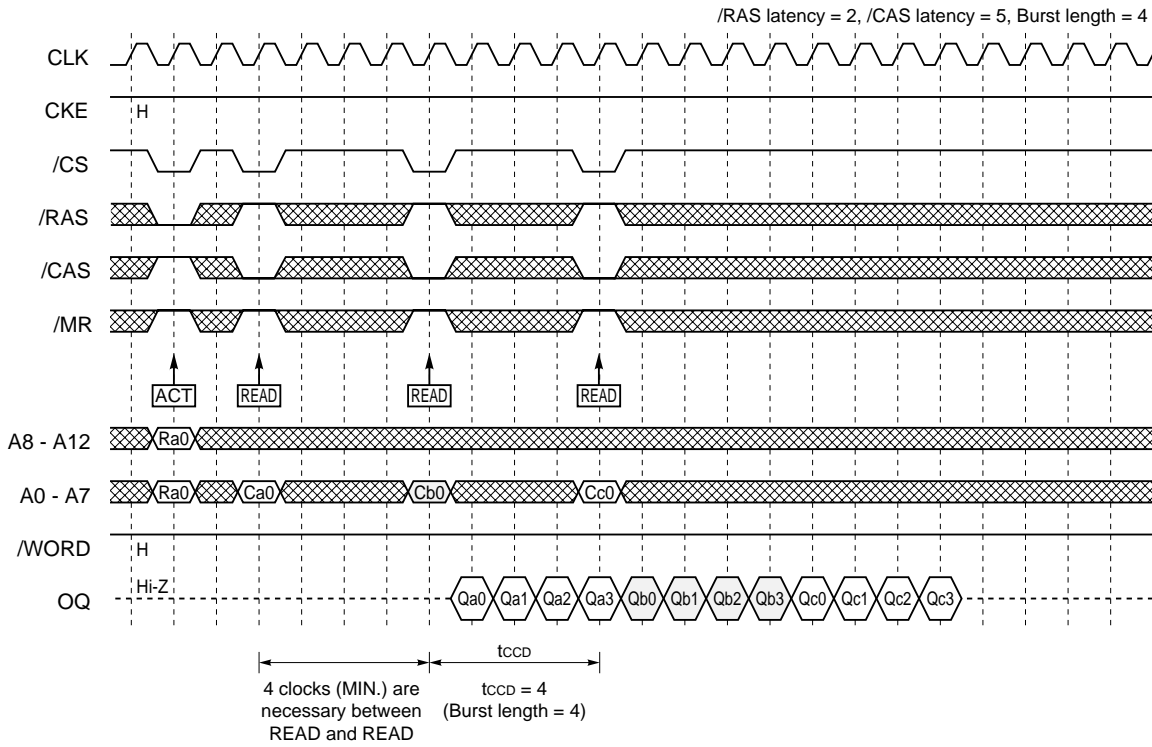 /RAS latency = 2, /CAS latency = 5, Burst length = 4
CLK
CKE H
/CS
/RAS
/CAS
/MR
ACT READ READ READ
A8 - A12 Ra0
A0 - A7 Ra0 Ca0 Cb0 Cc0
/WORD H
OQ Hi-Z Qa0 Qa1 Qa2 Qa3 Qb0 Qb1 Qb2 Qb3 Qc0 Qc1 Qc2 Qc3
tCCD
4 clocks (MIN.) are
necessary between
READ and READ
tCCD = 4
(Burst length = 4)